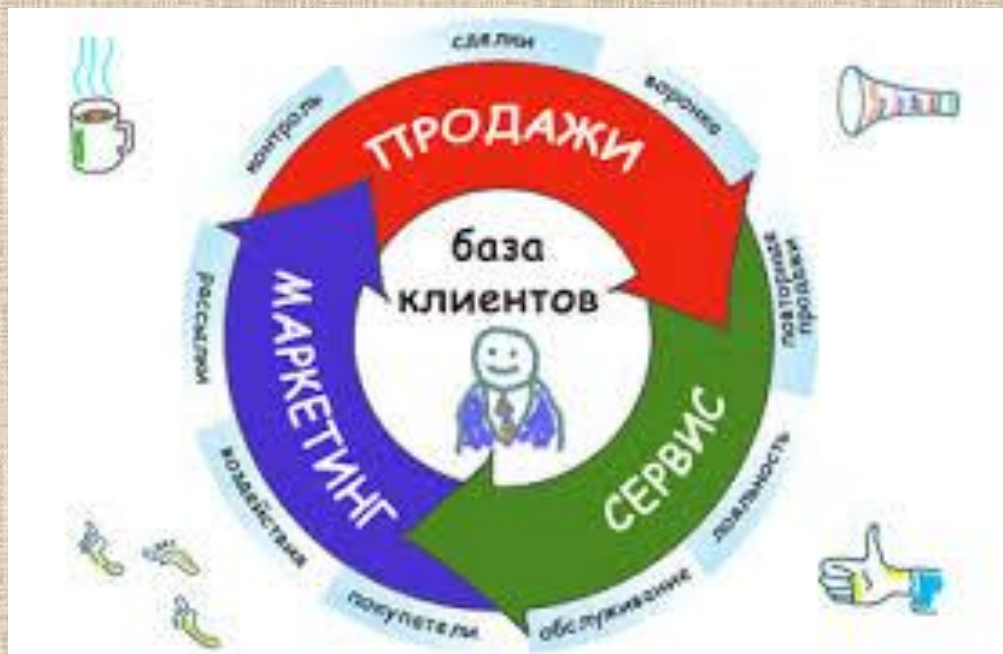 сделки
воронка
повторные
продажи
лояльность
обслуживание
покупатели
воздействия
рассылки
контроль
ПРОДАЖИ
СЕРВИС
МАРКЕТИНГ
база
клиентов